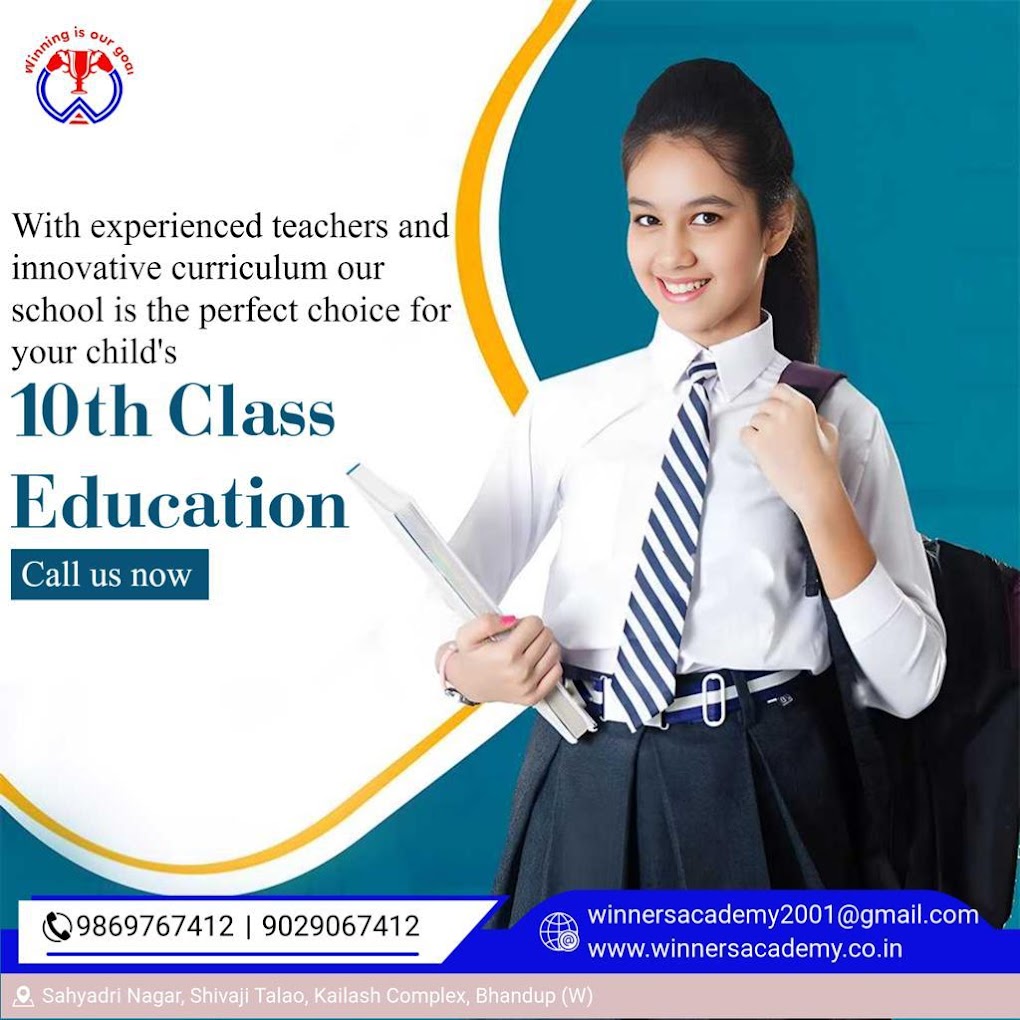 Winning is our goal
With experienced teachers and
innovative curriculum our
school is the perfect choice for
your child's
10th Class
Education
Call us now
9869767412 | 9029067412
winnersacademy2001@gmail.com
www.winnersacademy.co.in
Sahyadri Nagar, Shivaji Talao, Kailash Complex, Bhandup (W)